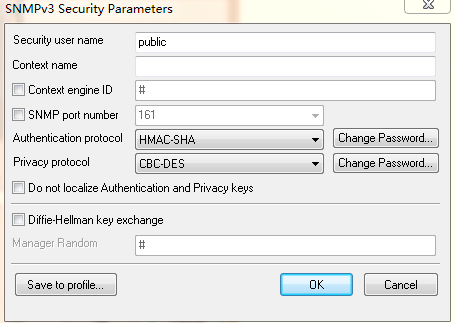 SNMPv3 Security Parameters
Security user name public
Context name
Context engine ID #
SNMP port number 161
Authentication protocol HMAC-SHA Change Password...
Privacy protocol CBC-DES Change Password...
Do not localize Authentication and Privacy keys
Diffie-Hellman key exchange
Manager Random #
Save to profile... OK Cancel